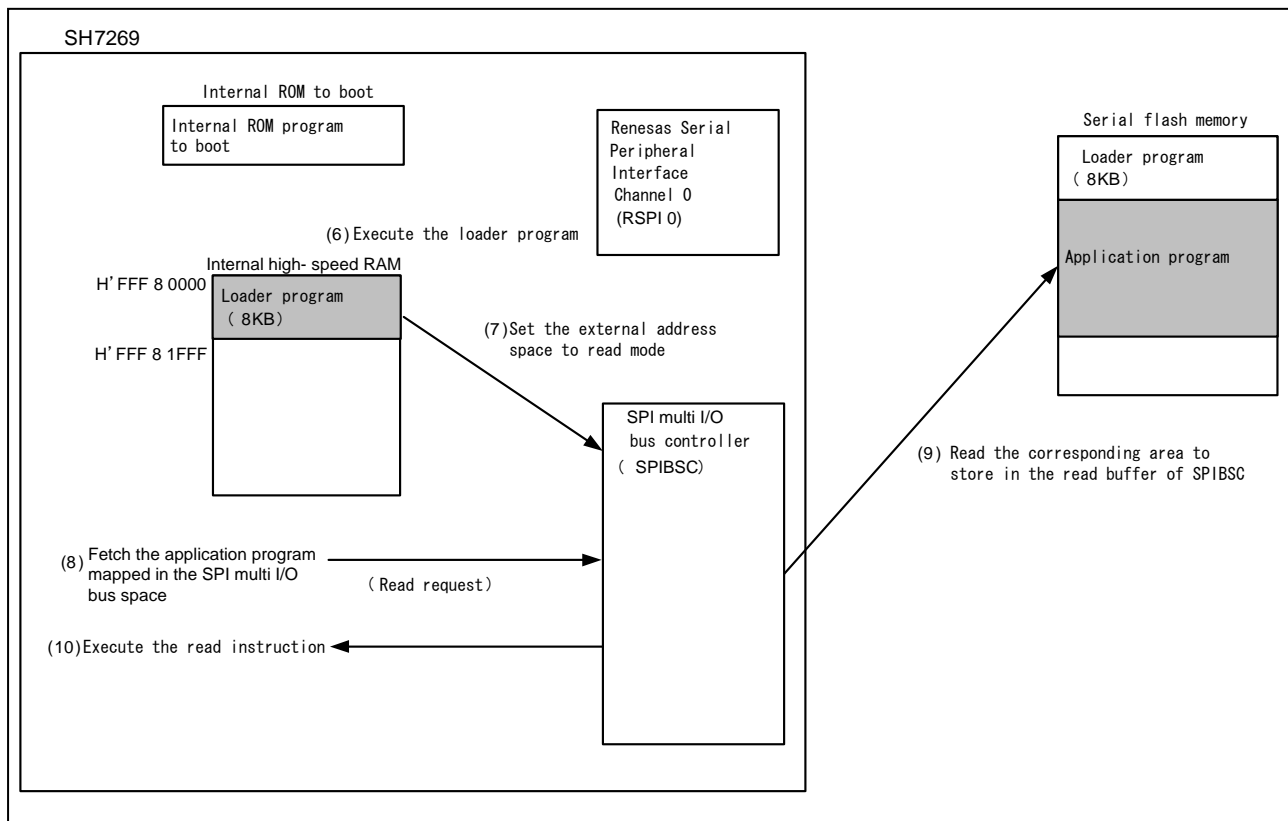 SH7269
Internal ROM to boot
Internal ROM program
to boot
Renesas Serial
Peripheral
Interface
Channel 0
(RSPI 0)
Serial flash memory
Loader program
( 8KB)
Application program
(6) Execute the loader program
Internal high- speed RAM
H' FFF 8 0000
Loader program
( 8KB)
H' FFF 8 1FFF
(7) Set the external address
space to read mode
SPI multi I/O
bus controller
( SPIBSC)
(9) Read the corresponding area to
store in the read buffer of SPIBSC
(8) Fetch the application program
mapped in the SPI multi I/O
bus space
( Read request)
(10) Execute the read instruction